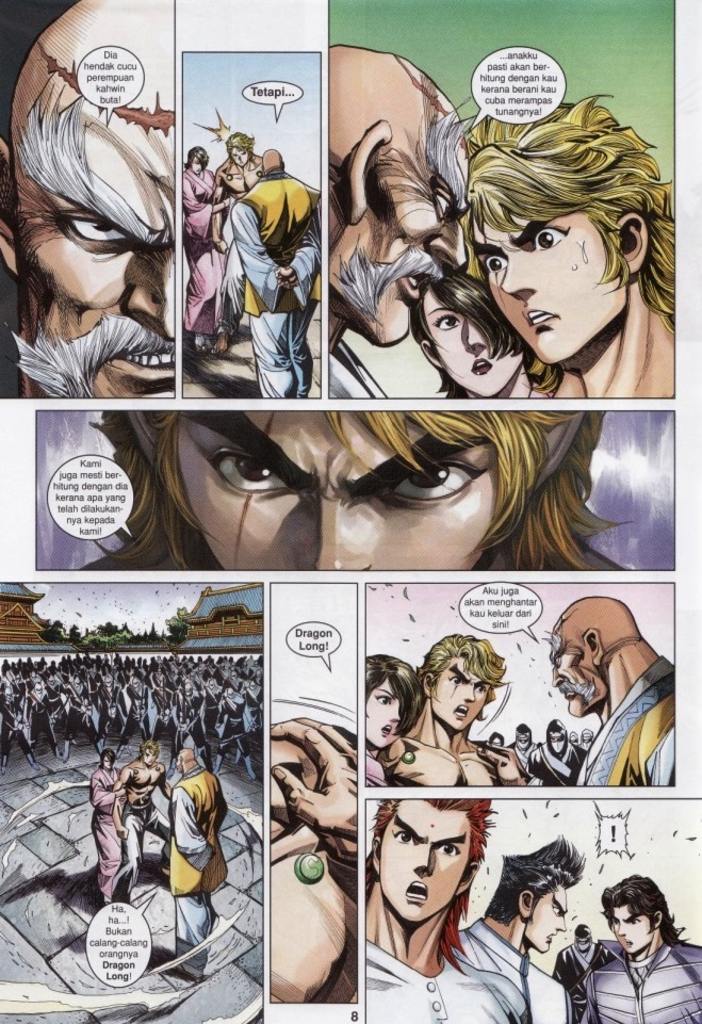 Dia
hendak cucu
perempuan
kahwin
buta!
Tetapi...
...anakku
pasti akan ber-
hitung dengan kau
kerana berani kau
cuba merampas
tunangnya!
Kami
juga mesti ber-
hitung dengan dia
kerana apa yang
telah dilakukan-
nya kepada
kami!
Ha,
ha...!
Bukan
calang-calang
orangnya
Dragon
Long!
Dragon
Long!
Aku juga
akan menghantar
kau keluar dari
sini!
!
8